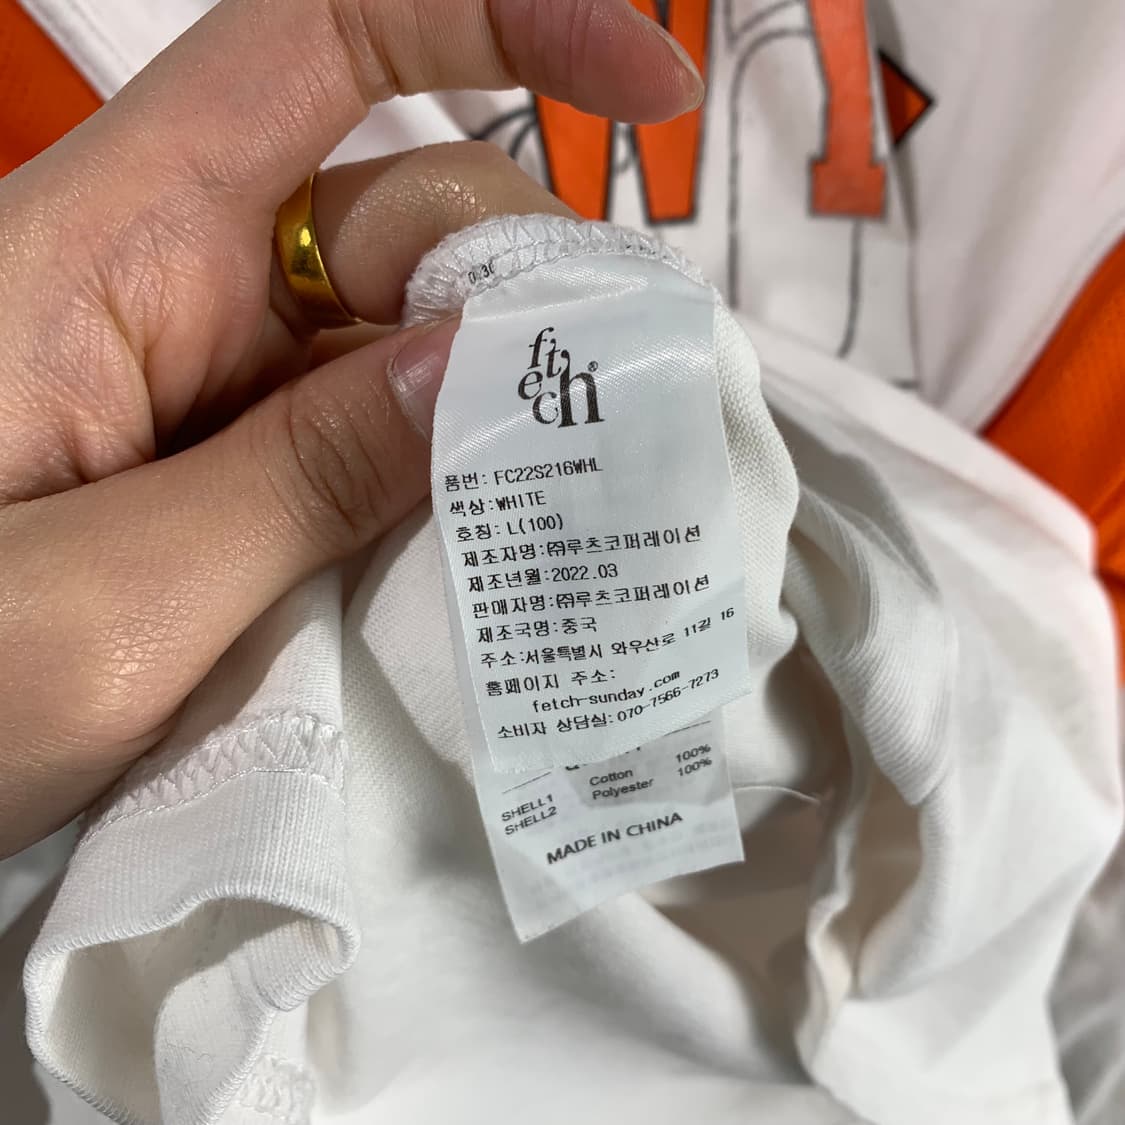 fetch®
품번: FC22S216WHL
색상:WHITE
호칭: L(100)
제조자명:㈜루츠코퍼레이션
제조년월:2022.03
판매자명:㈜루츠코퍼레이션
제조국명:중국
주소:서울특별시 와우산로 11길 16
홈페이지 주소:
fetch-sunday.com
소비자 상담실: 070-7566-7273
SHELL1 Cotton 100%
SHELL2 Polyester 100%
MADE IN CHINA